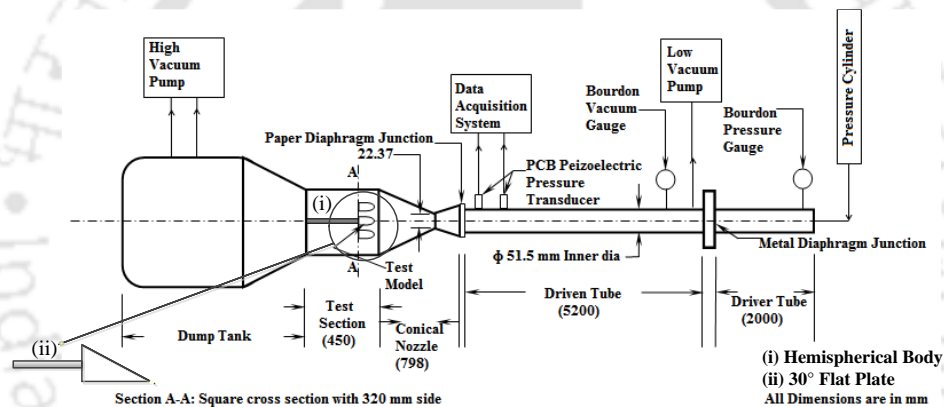 High
Vacuum
Pump
Data
Acquisition
System
Low
Vacuum
Pump
Bourdon
Vacuum
Gauge
Bourdon
Pressure
Gauge
Pressure Cylinder
Paper Diaphragm Junction
22.37
PCB Peizoelectric
Pressure
Transducer
A
(i)
A
Test
Model
ϕ 51.5 mm Inner dia
Metal Diaphragm Junction
Dump Tank
Test
Section
(450)
Conical
Nozzle
(798)
Driven Tube
(5200)
Driver Tube
(2000)
(ii)
(i) Hemispherical Body
(ii) 30° Flat Plate
Section A-A: Square cross section with 320 mm side
All Dimensions are in mm